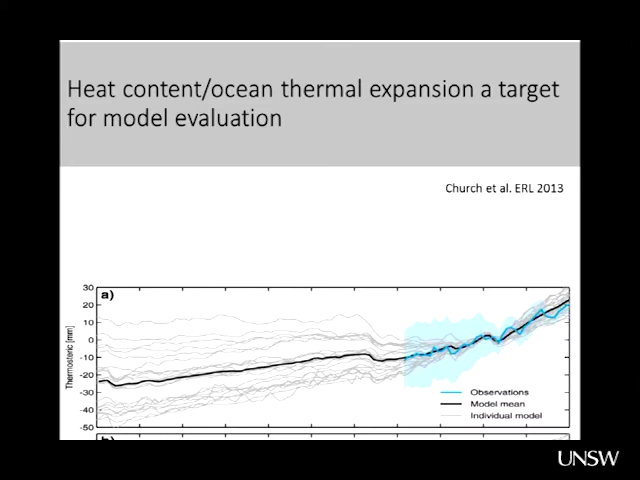 Heat content/ocean thermal expansion a target
for model evaluation
Church et al. ERL 2013
a)
30
20
10
0
-10
-20
-30
-40
-50
Thermosteric [mm]
Observations
Model mean
Individual model
UNSW